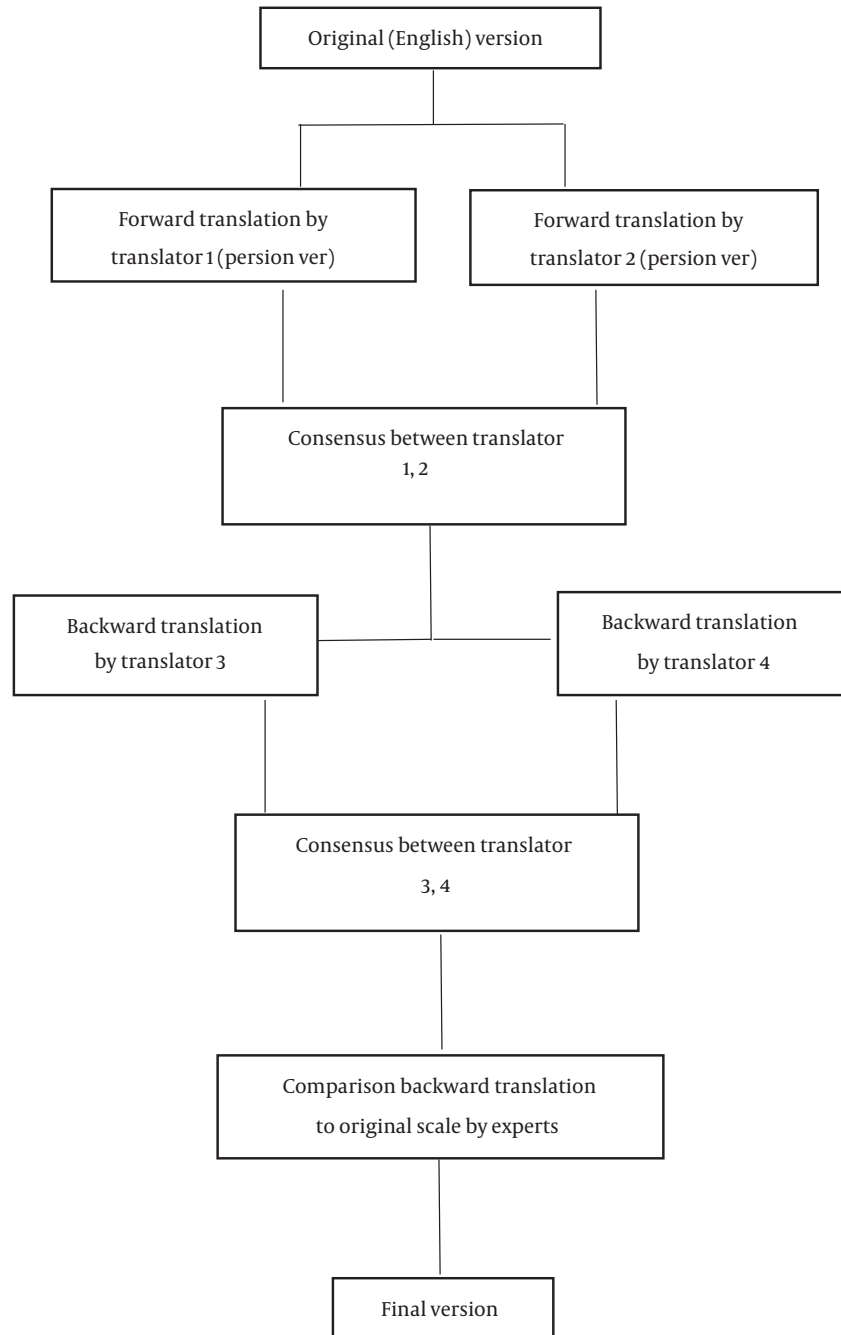 Original (English) version
Forward translation by
translator 1 (persion ver)
Forward translation by
translator 2 (persion ver)
Consensus between translator
1, 2
Backward translation
by translator 3
Backward translation
by translator 4
Consensus between translator
3, 4
Comparison backward translation
to original scale by experts
Final version